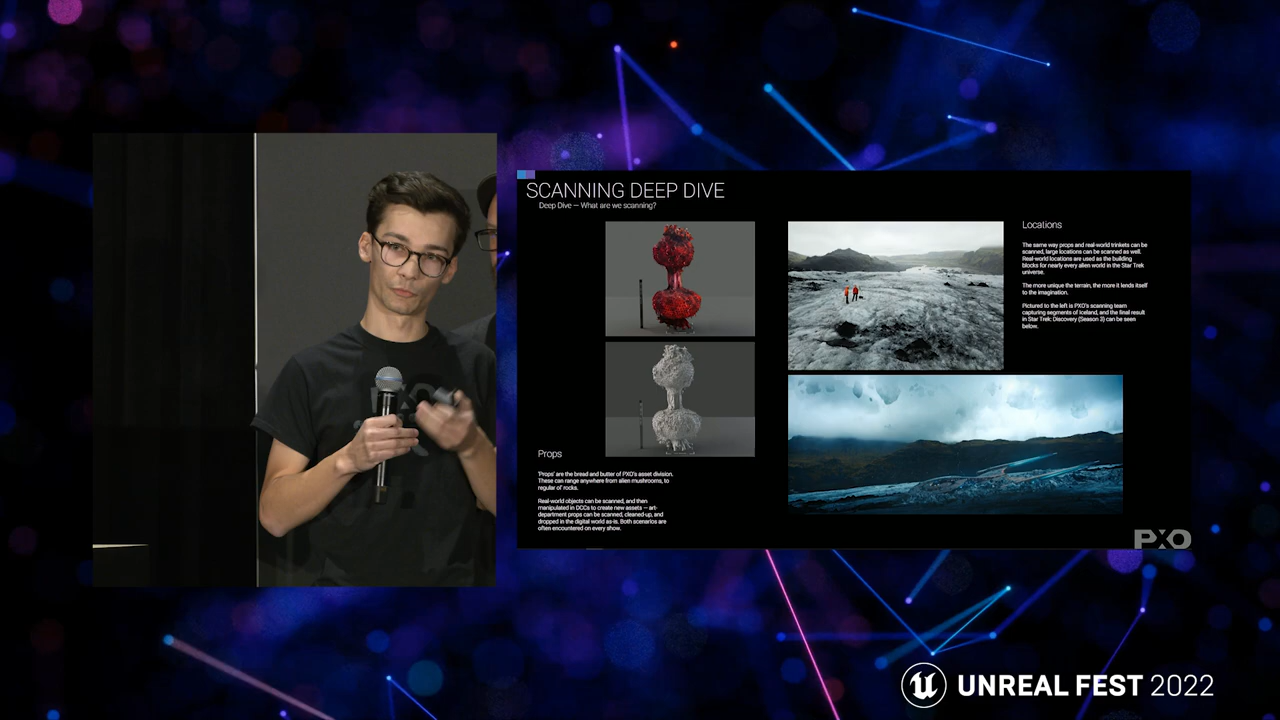 SCANNING DEEP DIVE
Deep Dive — What are we scanning?
Props
'Props' are the bread and butter of PXO's asset division.
These can range anywhere from alien mushrooms, to
regular ol' rocks.
Real-world objects can be scanned, and then
manipulated in DCCs to create new assets — art-
department props can be scanned, cleaned-up, and
dropped in the digital world as-is. Both scenarios are
often encountered on every show.
Locations
The same way props and real-world trinkets can be
scanned, large locations can be scanned as well.
Real-world locations are used as the building
blocks for nearly every alien world in the Star Trek
universe.
The more unique the terrain, the more it lends itself
to the imagination.
Pictured to the left is PXO's scanning team
capturing segments of Iceland, and the final result
in Star Trek: Discovery (Season 3) can be seen
below.
PXO
UNREAL FEST 2022